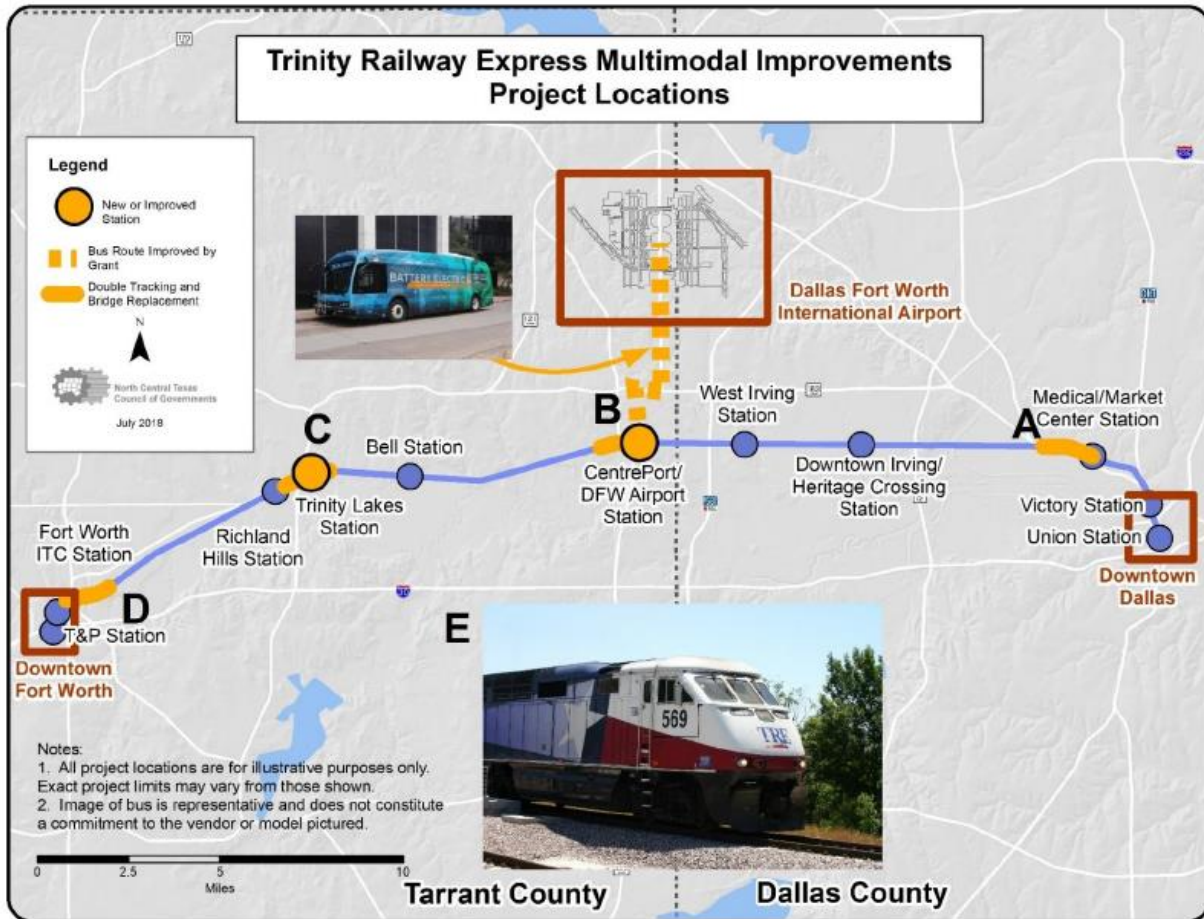 Trinity Railway Express Multimodal Improvements
Project Locations
Legend
New or Improved
Station
Bus Route Improved by
Grant
Double Tracking and
Bridge Replacement
N
North Central Texas
Council of Governments
July 2018
BATTERY ELECTRIC
Dallas Fort Worth
International Airport
121
B
West Irving
Station
Medical/Market
Center Station
A
C
Bell Station
CentrePort/
DFW Airport
Station
Downtown Irving/
Heritage Crossing
Station
Trinity Lakes
Station
Victory Station
Union Station
Fort Worth
ITC Station
Richland
Hills Station
Downtown
Dallas
D
T&P Station
Downtown
Fort Worth
E
569
TRE
Notes:
1. All project locations are for illustrative purposes only.
Exact project limits may vary from those shown.
2. Image of bus is representative and does not constitute
a commitment to the vendor or model pictured.
0 2.5 5 10
Miles
Tarrant County
Dallas County